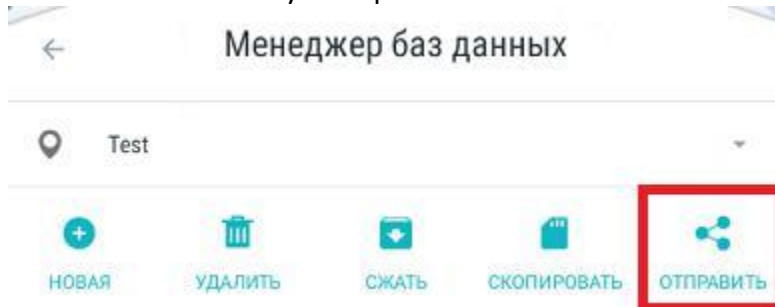 Менеджер баз данных
Test
НОВАЯ УДАЛИТЬ СЖАТЬ СКОПИРОВАТЬ ОТПРАВИТЬ